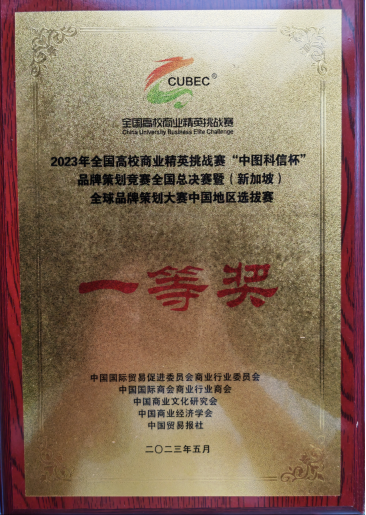 CUBEC®
全国高校商业精英挑战赛
China University Business Elite Challenge
2023年全国高校商业精英挑战赛“中图科信杯”
品牌策划竞赛全国总决赛暨（新加坡）
全球品牌策划大赛中国地区选拔赛
一等奖
中国国际贸易促进委员会商业行业委员会
中国国际商会商业行业商会
中国商业文化研究会
中国商业经济学会
中国贸易报社
二〇二三年五月